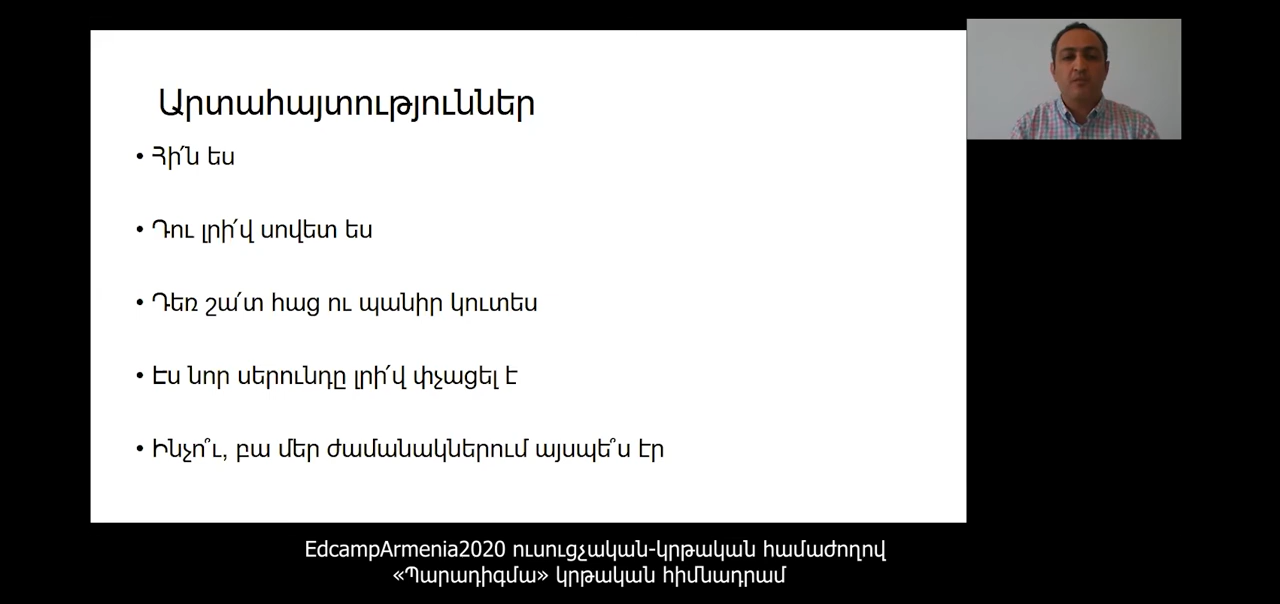 Արտահայտություններ
• Հի՛ն ես
• Դու լրի՛վ սովետ ես
• Դեռ շա՛տ հաց ու պանիր կուտես
• Էս նոր սերունդը լրի՛վ փչացել է
• Ինչո՞ւ, բա մեր ժամանակներում այսպե՞ս էր
EdcampArmenia2020 ուսուցչական-կրթական համաժողով
«Պարադիգմա» կրթական հիմնադրամ